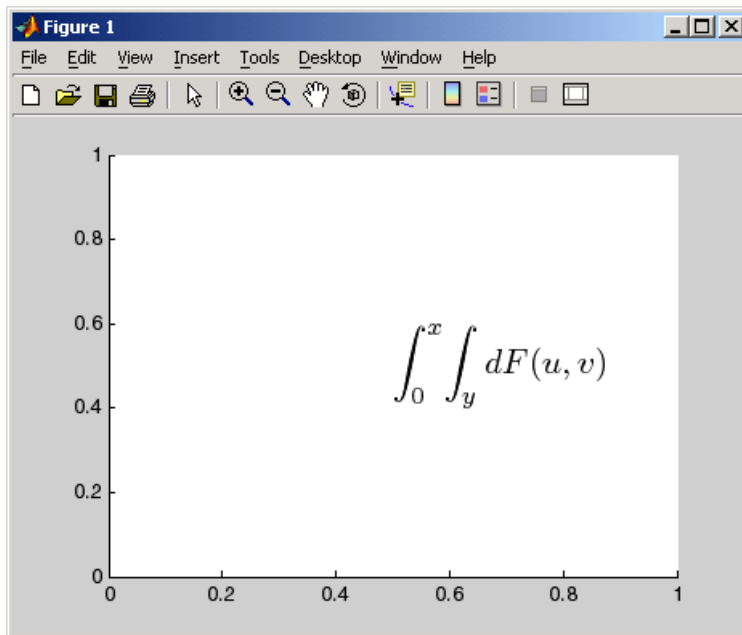 Figure 1
File Edit View Insert Tools Desktop Window Help
1
0.8
0.6
∫₀ˣ ∫ᵧ dF(u, v)
0.4
0.2
0
0 0.2 0.4 0.6 0.8 1